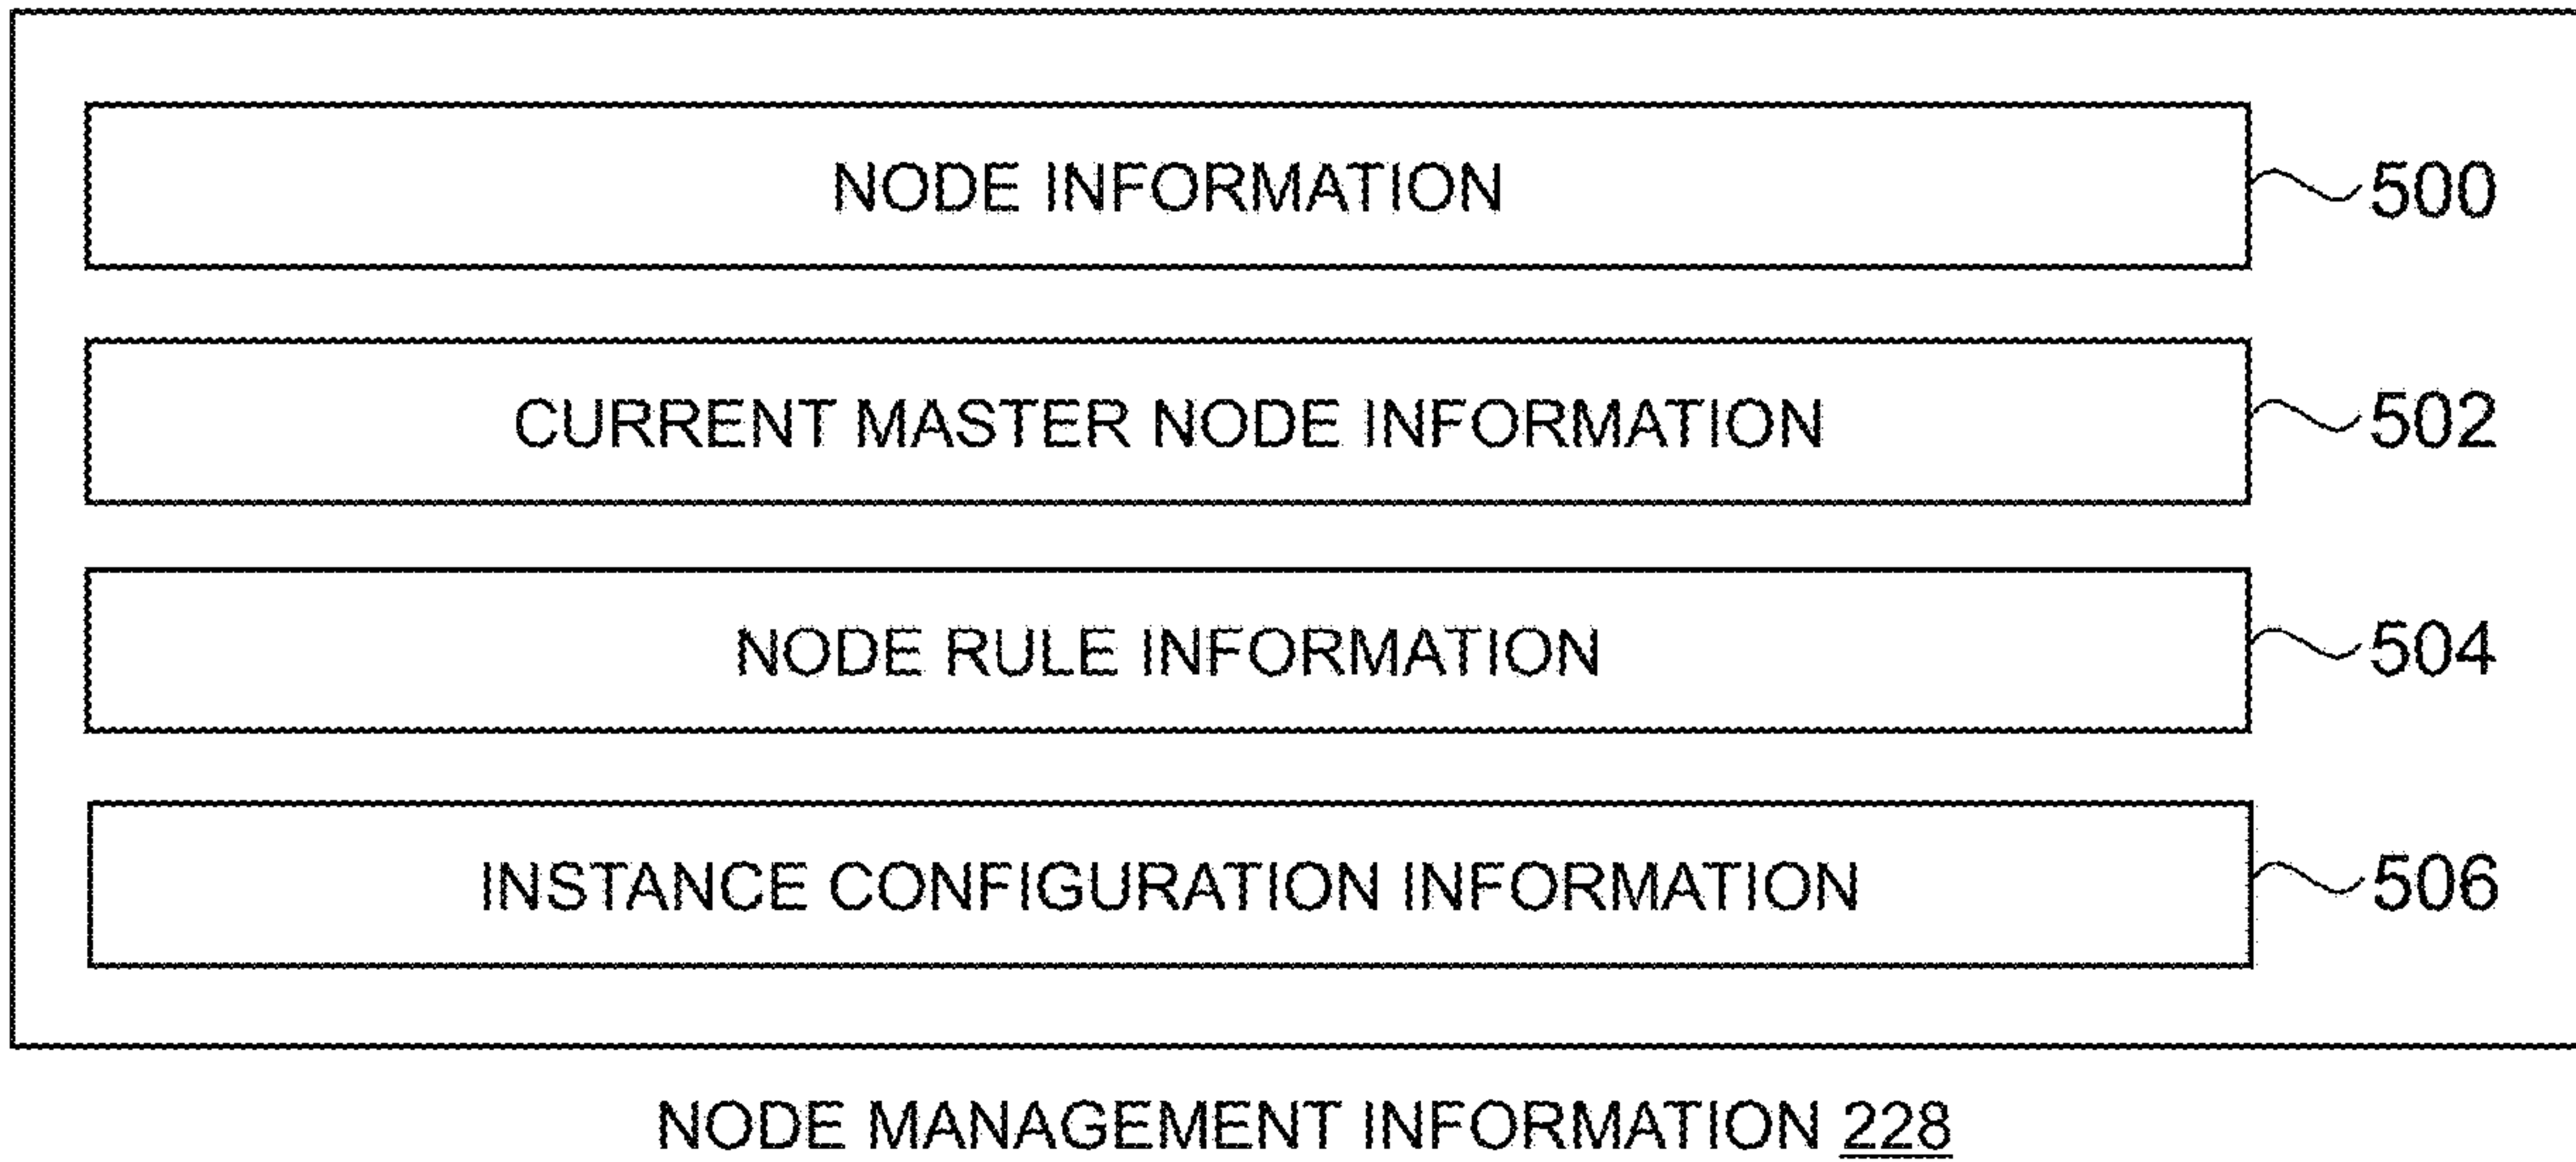 NODE INFORMATION 500
CURRENT MASTER NODE INFORMATION 502
NODE RULE INFORMATION 504
INSTANCE CONFIGURATION INFORMATION 506
NODE MANAGEMENT INFORMATION 228